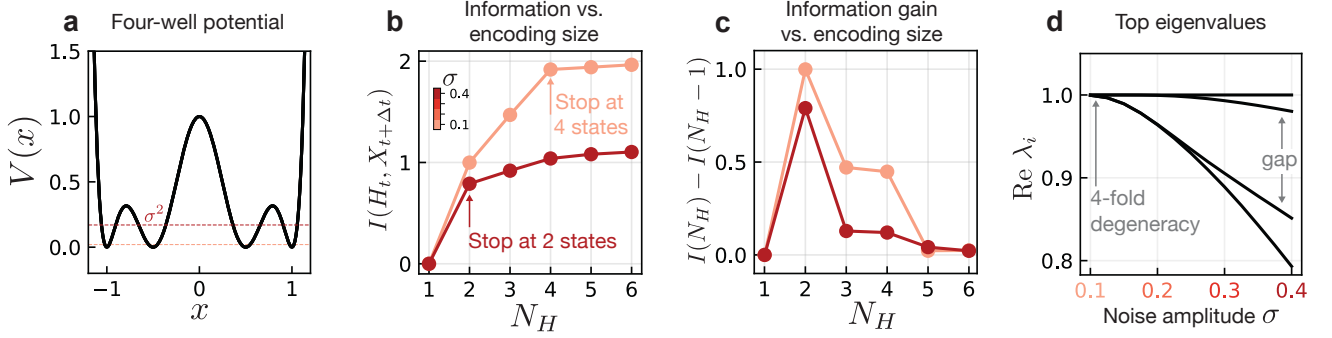 a
Four-well potential
1.5
1.0
0.5
0.0
V(x)
σ²
−1
0
1
x
b
Information vs.
encoding size
2
1
0
I(H_t, X_{t+Δt})
σ
0.4
0.1
Stop at
4 states
Stop at 2 states
1 2 3 4 5 6
N_H
c
Information gain
vs. encoding size
1.0
0.5
0.0
I(N_H) − I(N_H − 1)
1 2 3 4 5 6
N_H
d
Top eigenvalues
1.0
0.9
0.8
Re λ_i
gap
4-fold
degeneracy
0.1 0.2 0.3 0.4
Noise amplitude σ